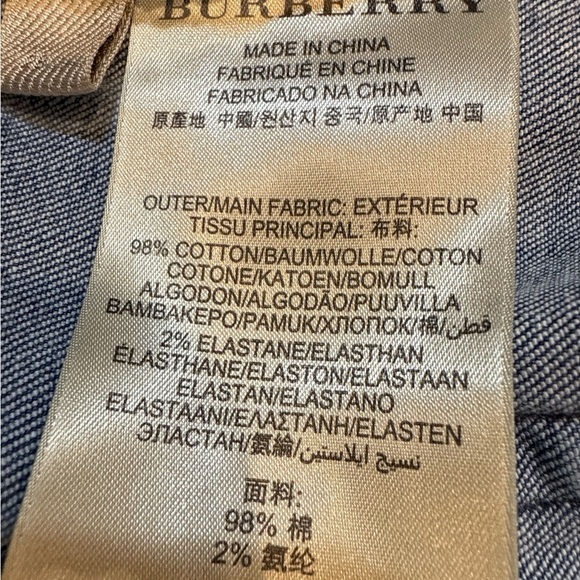 BURBERRY
MADE IN CHINA
FABRIQUÉ EN CHINE
FABRICADO NA CHINA
原產地 中國/원산지 중국/原产地 中国
OUTER/MAIN FABRIC: EXTÉRIEUR
TISSU PRINCIPAL: 布料:
98% COTTON/BAUMWOLLE/COTON
COTONE/KATOEN/BOMULL
ALGODON/ALGODÃO/PUUVILLA
ΒΑΜΒΑΚΕΡΟ/PAMUK/ХЛОПОК/棉/قطن
2% ELASTANE/ELASTHAN
ÉLASTHANE/ELASTON/ELASTAAN
ELASTAN/ELASTANO
ELASTAANI/ΕΛΑΣΤΑΝΗ/ELASTEN
ЭЛАСТАН/氨綸/نسيج ايلاستين
面料:
98% 棉
2% 氨纶